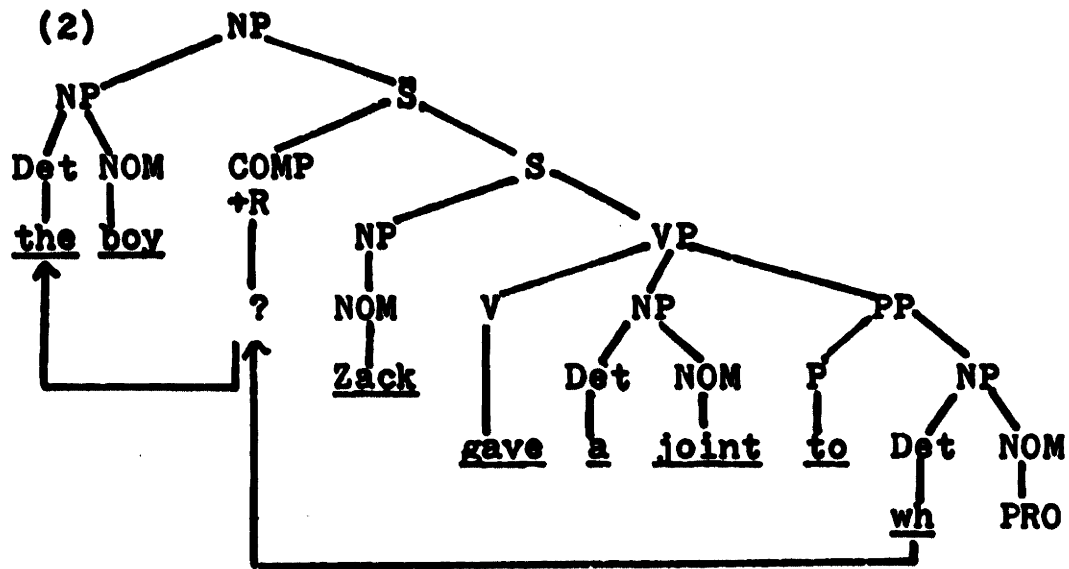 (2) NP
NP S̄
Det NOM COMP S
+R
the boy NP VP
? NOM V NP PP
Zack Det NOM P NP
gave a joint to Det NOM
wh PRO